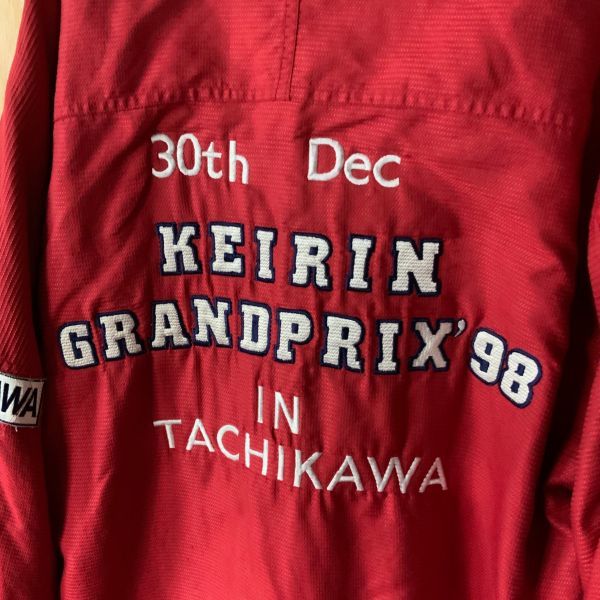 30th Dec
KEIRIN
GRANDPRIX '98
IN
TACHIKAWA